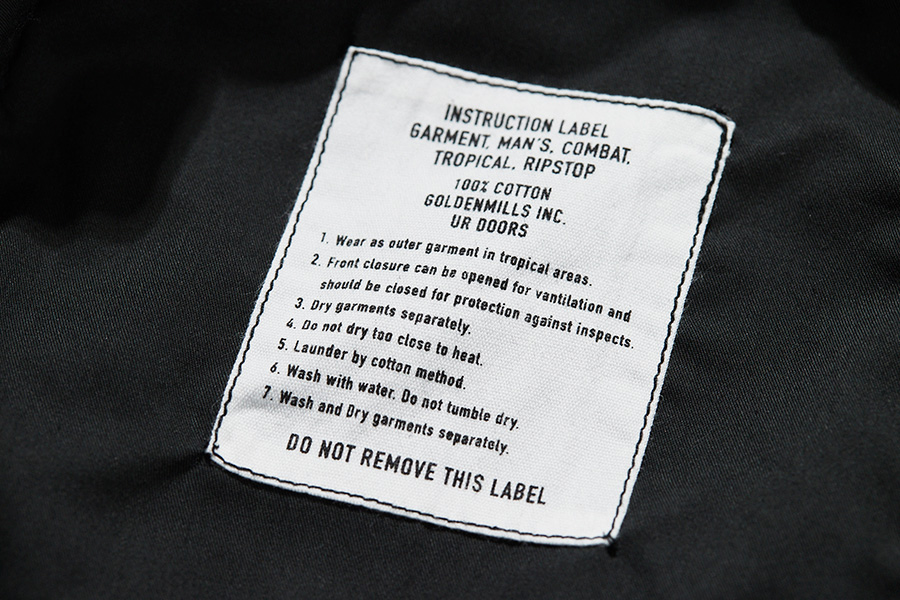 INSTRUCTION LABEL
GARMENT, MAN'S, COMBAT,
TROPICAL, RIPSTOP
100% COTTON
GOLDENMILLS INC.
UR DOORS
1. Wear as outer garment in tropical areas.
2. Front closure can be opened for vantilation and
should be closed for protection against inspects.
3. Dry garments separately.
4. Do not dry too close to heat.
5. Launder by cotton method.
6. Wash with water. Do not tumble dry.
7. Wash and Dry garments separately.
DO NOT REMOVE THIS LABEL